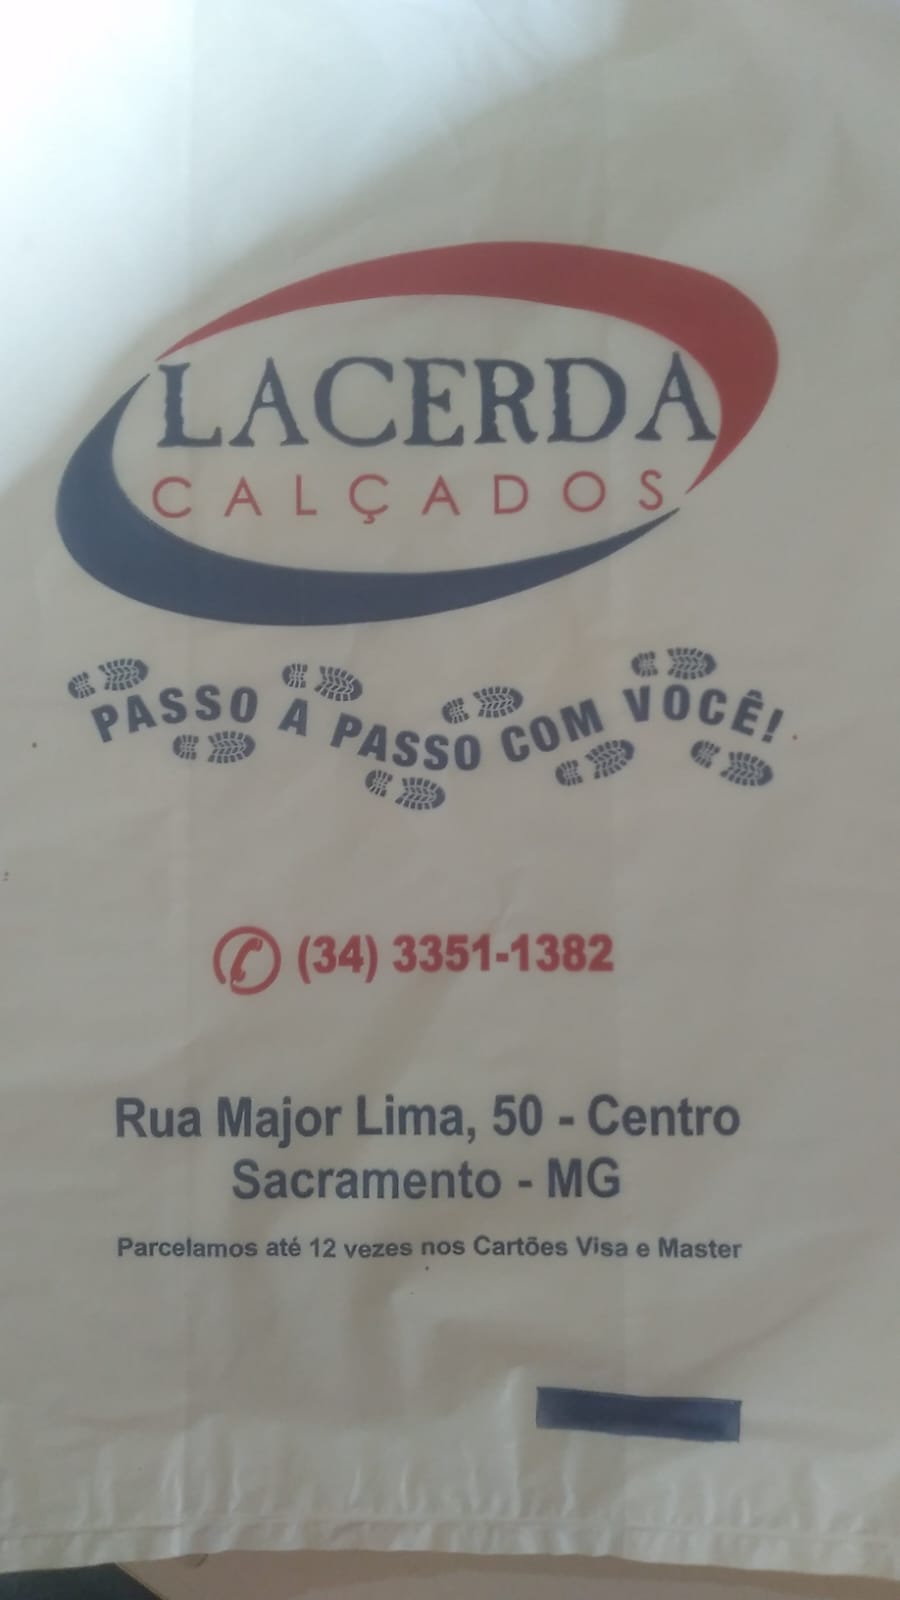 LACERDA
CALÇADOS
PASSO A PASSO COM VOCÊ!
(34) 3351-1382
Rua Major Lima, 50 - Centro
Sacramento - MG
Parcelamos até 12 vezes nos Cartões Visa e Master